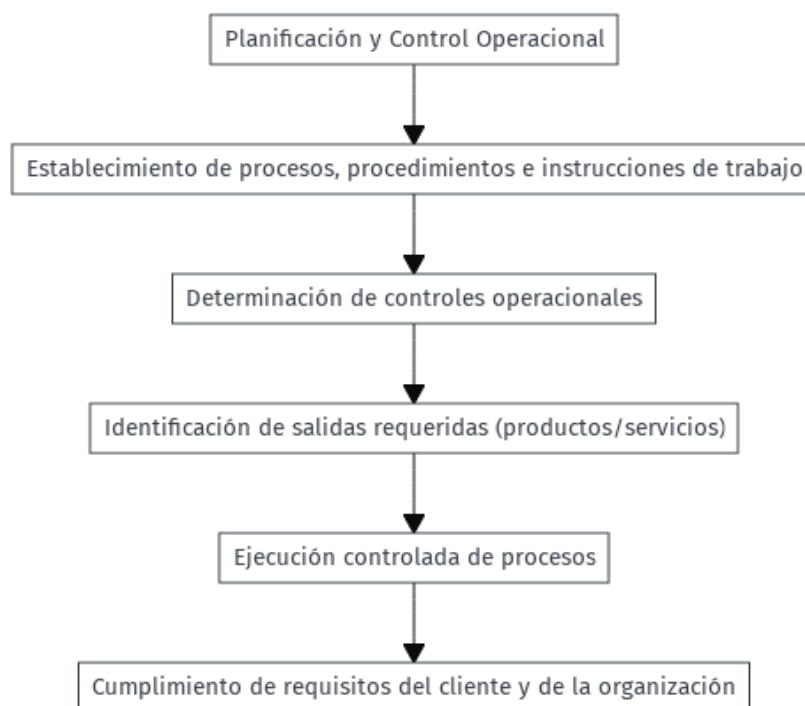 Planificación y Control Operacional
Establecimiento de procesos, procedimientos e instrucciones de trabajo
Determinación de controles operacionales
Identificación de salidas requeridas (productos/servicios)
Ejecución controlada de procesos
Cumplimiento de requisitos del cliente y de la organización